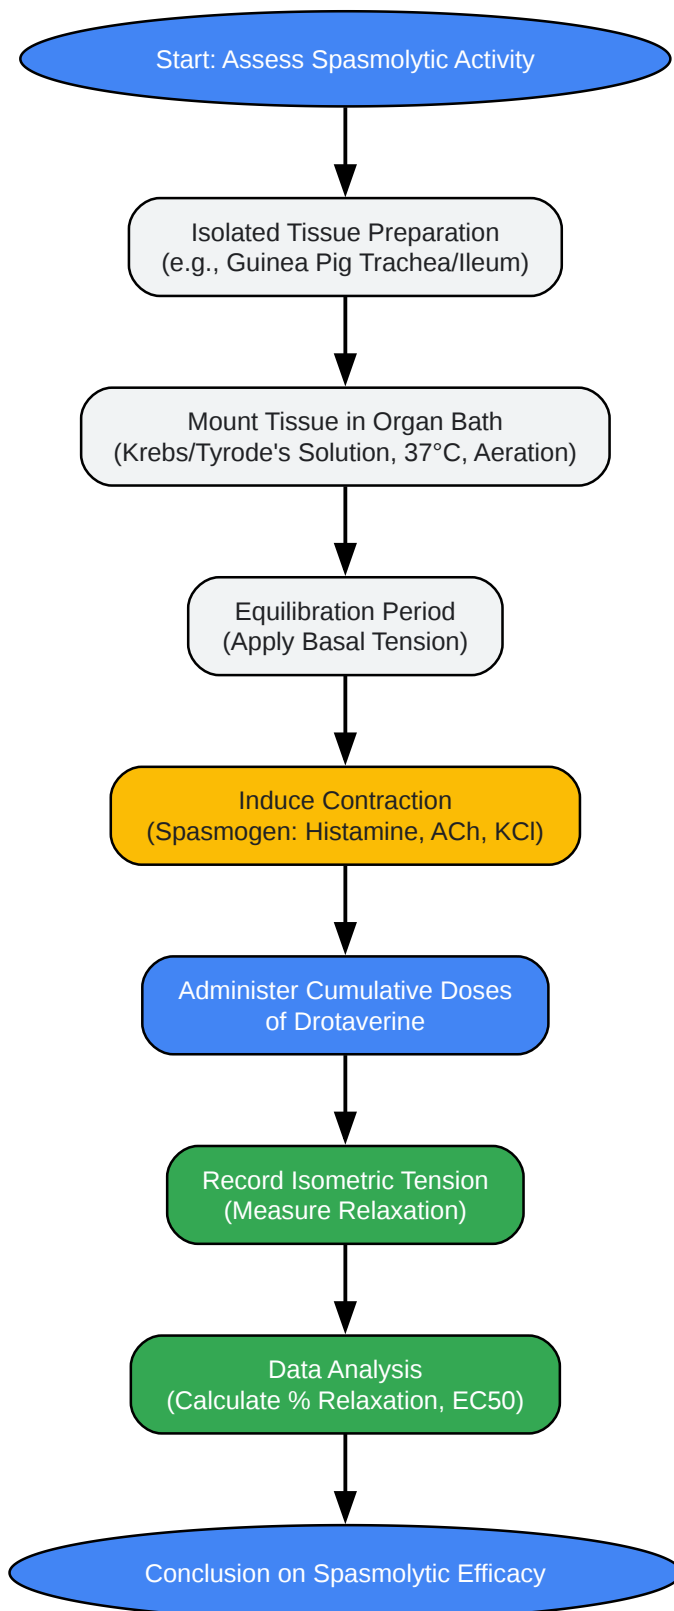 Start: Assess Spasmolytic Activity
Isolated Tissue Preparation
(e.g., Guinea Pig Trachea/Ileum)
Mount Tissue in Organ Bath
(Krebs/Tyrode's Solution, 37°C, Aeration)
Equilibration Period
(Apply Basal Tension)
Induce Contraction
(Spasmogen: Histamine, ACh, KCl)
Administer Cumulative Doses
of Drotaverine
Record Isometric Tension
(Measure Relaxation)
Data Analysis
(Calculate % Relaxation, EC50)
Conclusion on Spasmolytic Efficacy